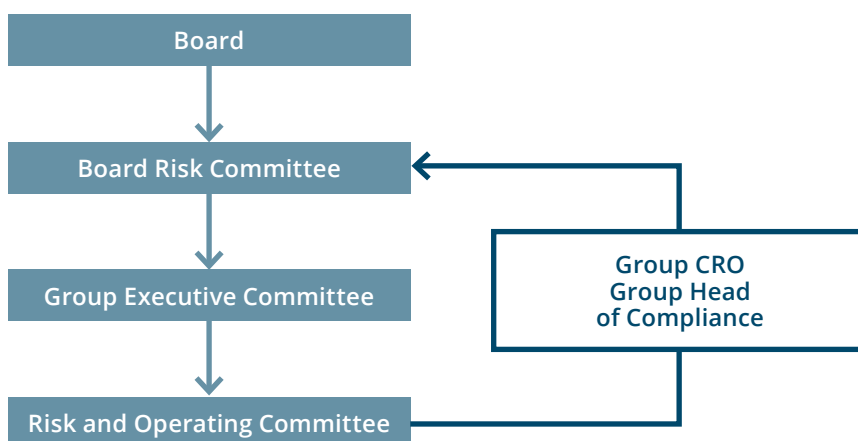 Board
Board Risk Committee
Group Executive Committee
Group CRO
Group Head
of Compliance
Risk and Operating Committee